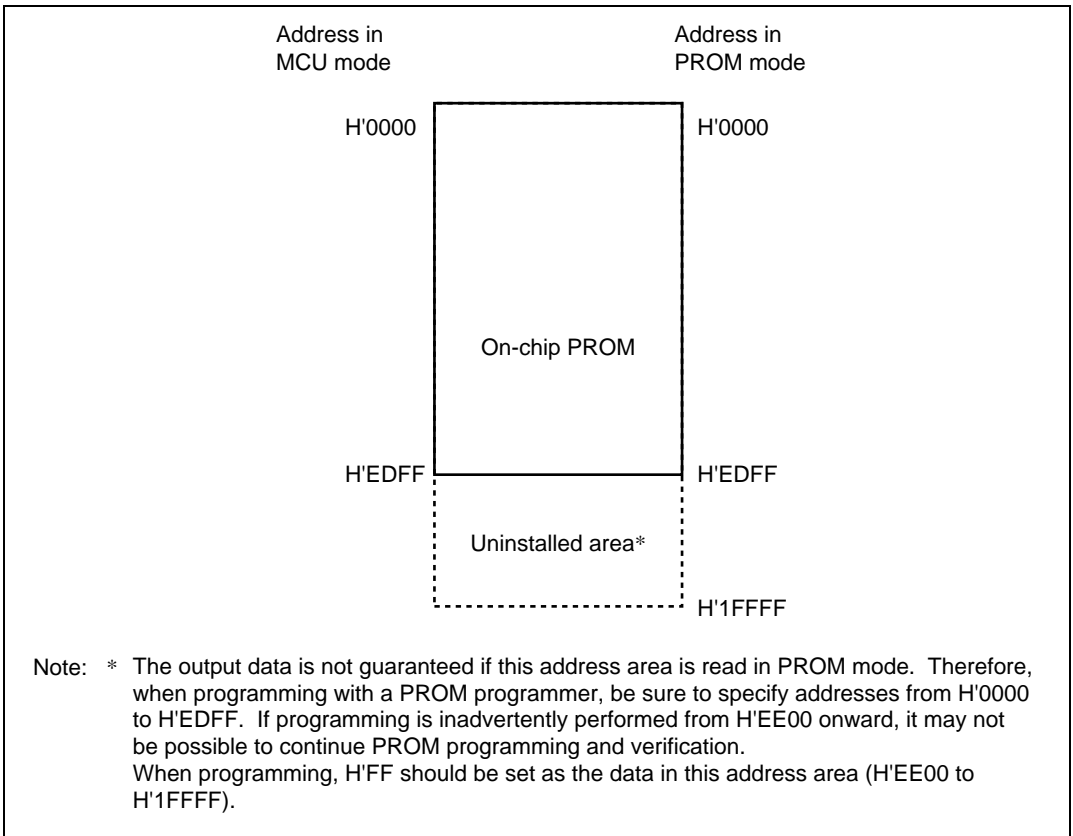 Address in MCU mode
Address in PROM mode
H'0000
H'0000
On-chip PROM
H'EDFF
H'EDFF
Uninstalled area*
H'1FFFF
Note: * The output data is not guaranteed if this address area is read in PROM mode. Therefore,
when programming with a PROM programmer, be sure to specify addresses from H'0000
to H'EDFF. If programming is inadvertently performed from H'EE00 onward, it may not
be possible to continue PROM programming and verification.
When programming, H'FF should be set as the data in this address area (H'EE00 to
H'1FFFF).